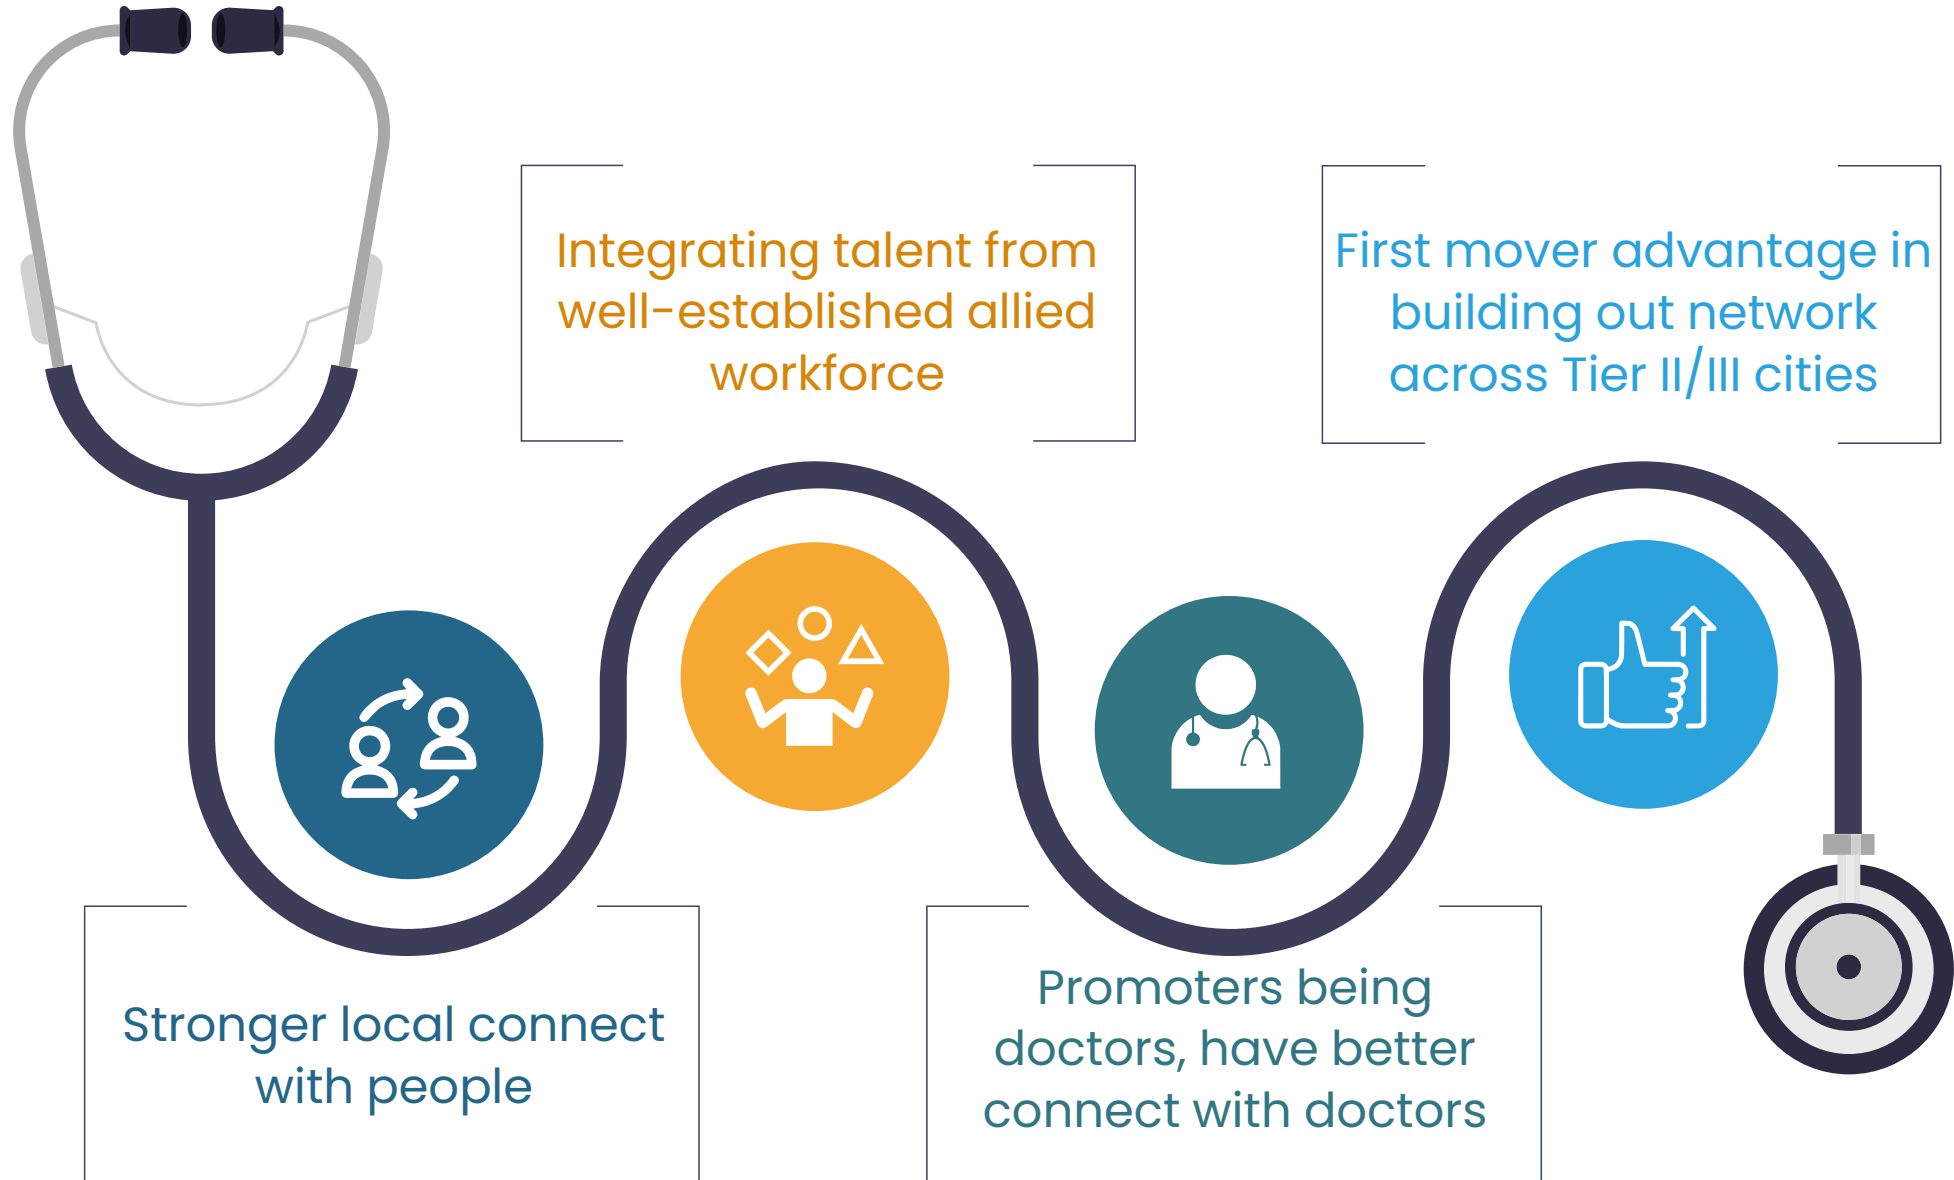 Integrating talent from
well-established allied
workforce
First mover advantage in
building out network
across Tier II/III cities
Stronger local connect
with people
Promoters being
doctors, have better
connect with doctors